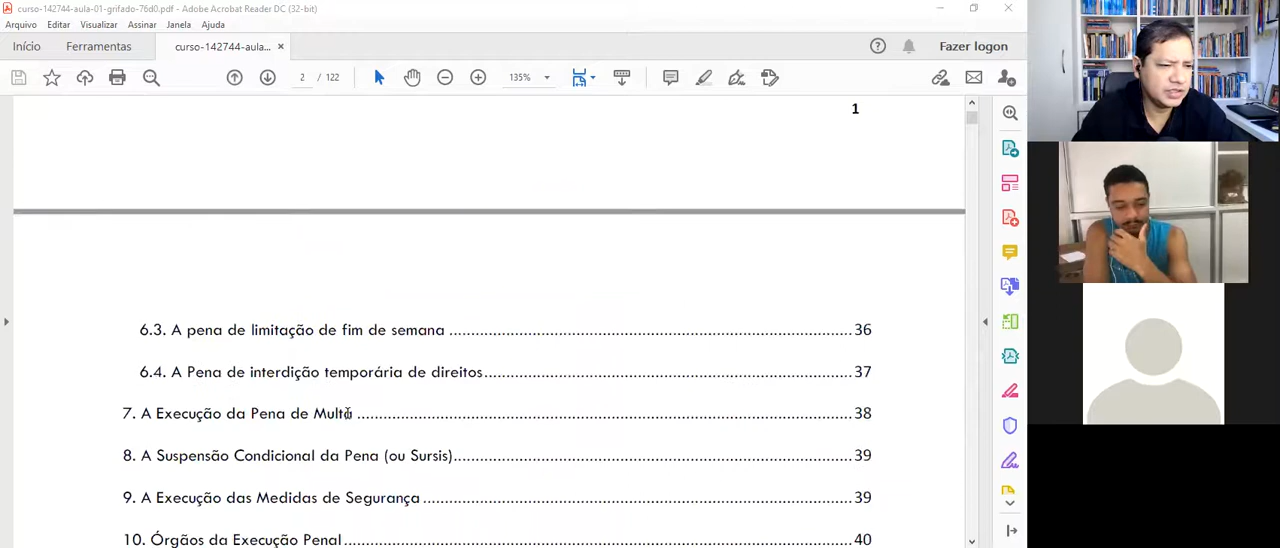 curso-142744-aula-01-grifado-76d0.pdf - Adobe Acrobat Reader DC (32-bit)
Arquivo Editar Visualizar Assinar Janela Ajuda
Início Ferramentas curso-142744-aula... × Fazer logon
2 / 122 135%
1
6.3. A pena de limitação de fim de semana 36
6.4. A Pena de interdição temporária de direitos 37
7. A Execução da Pena de Multa 38
8. A Suspensão Condicional da Pena (ou Sursis) 39
9. A Execução das Medidas de Segurança 39
10. Órgãos da Execução Penal 40